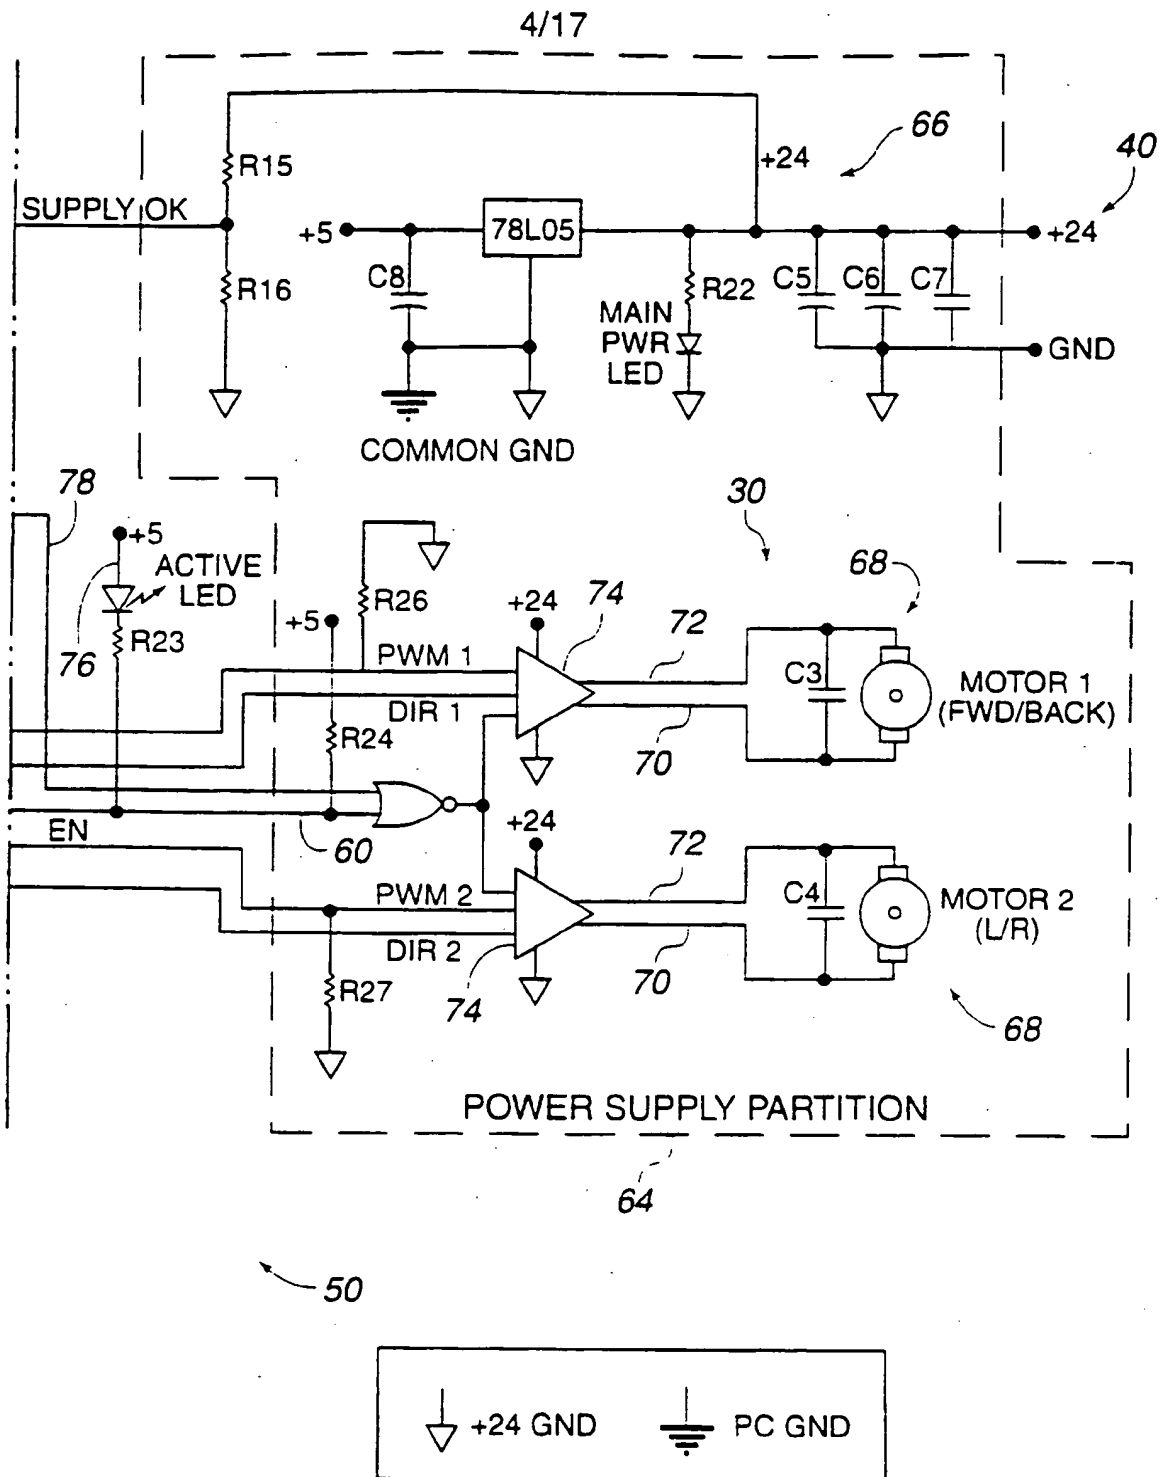 4/17
66
40
+24
R15
SUPPLY OK
+5
78L05
+24
R16
C8
R22
C5
C6
C7
MAIN
PWR
LED
GND
COMMON GND
78
+5
30
ACTIVE
LED
68
R26
+24
74
+5
72
R23
76
PWM 1
C3
MOTOR 1
(FWD/BACK)
DIR 1
R24
70
+24
EN
60
72
PWM 2
C4
MOTOR 2
(L/R)
DIR 2
70
R27
74
68
POWER SUPPLY PARTITION
64
50
+24 GND
PC GND